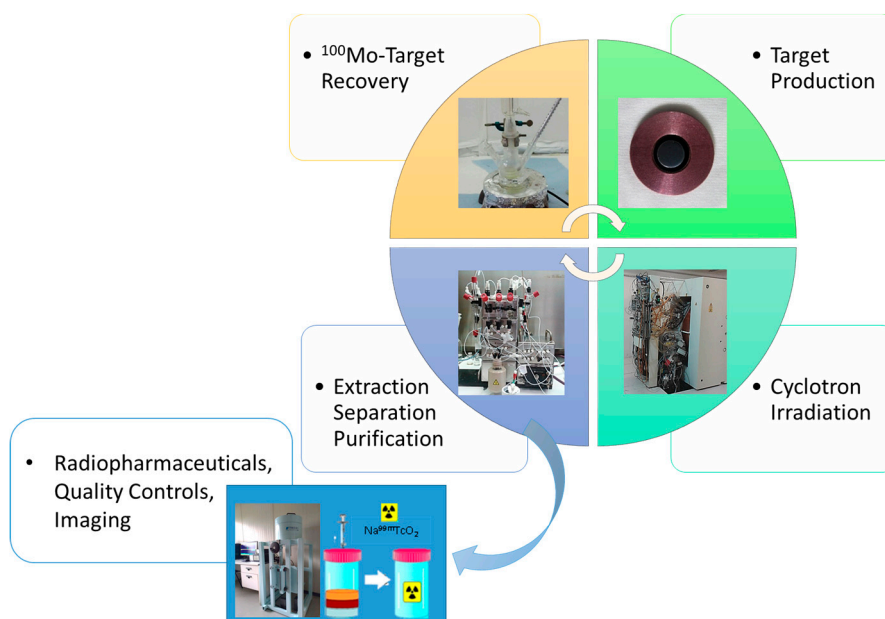 • ¹⁰⁰Mo-Target
Recovery
• Target
Production
• Extraction
Separation
Purification
• Cyclotron
Irradiation
• Radiopharmaceuticals,
Quality Controls,
Imaging
Na⁹⁹ᵐTcO₂